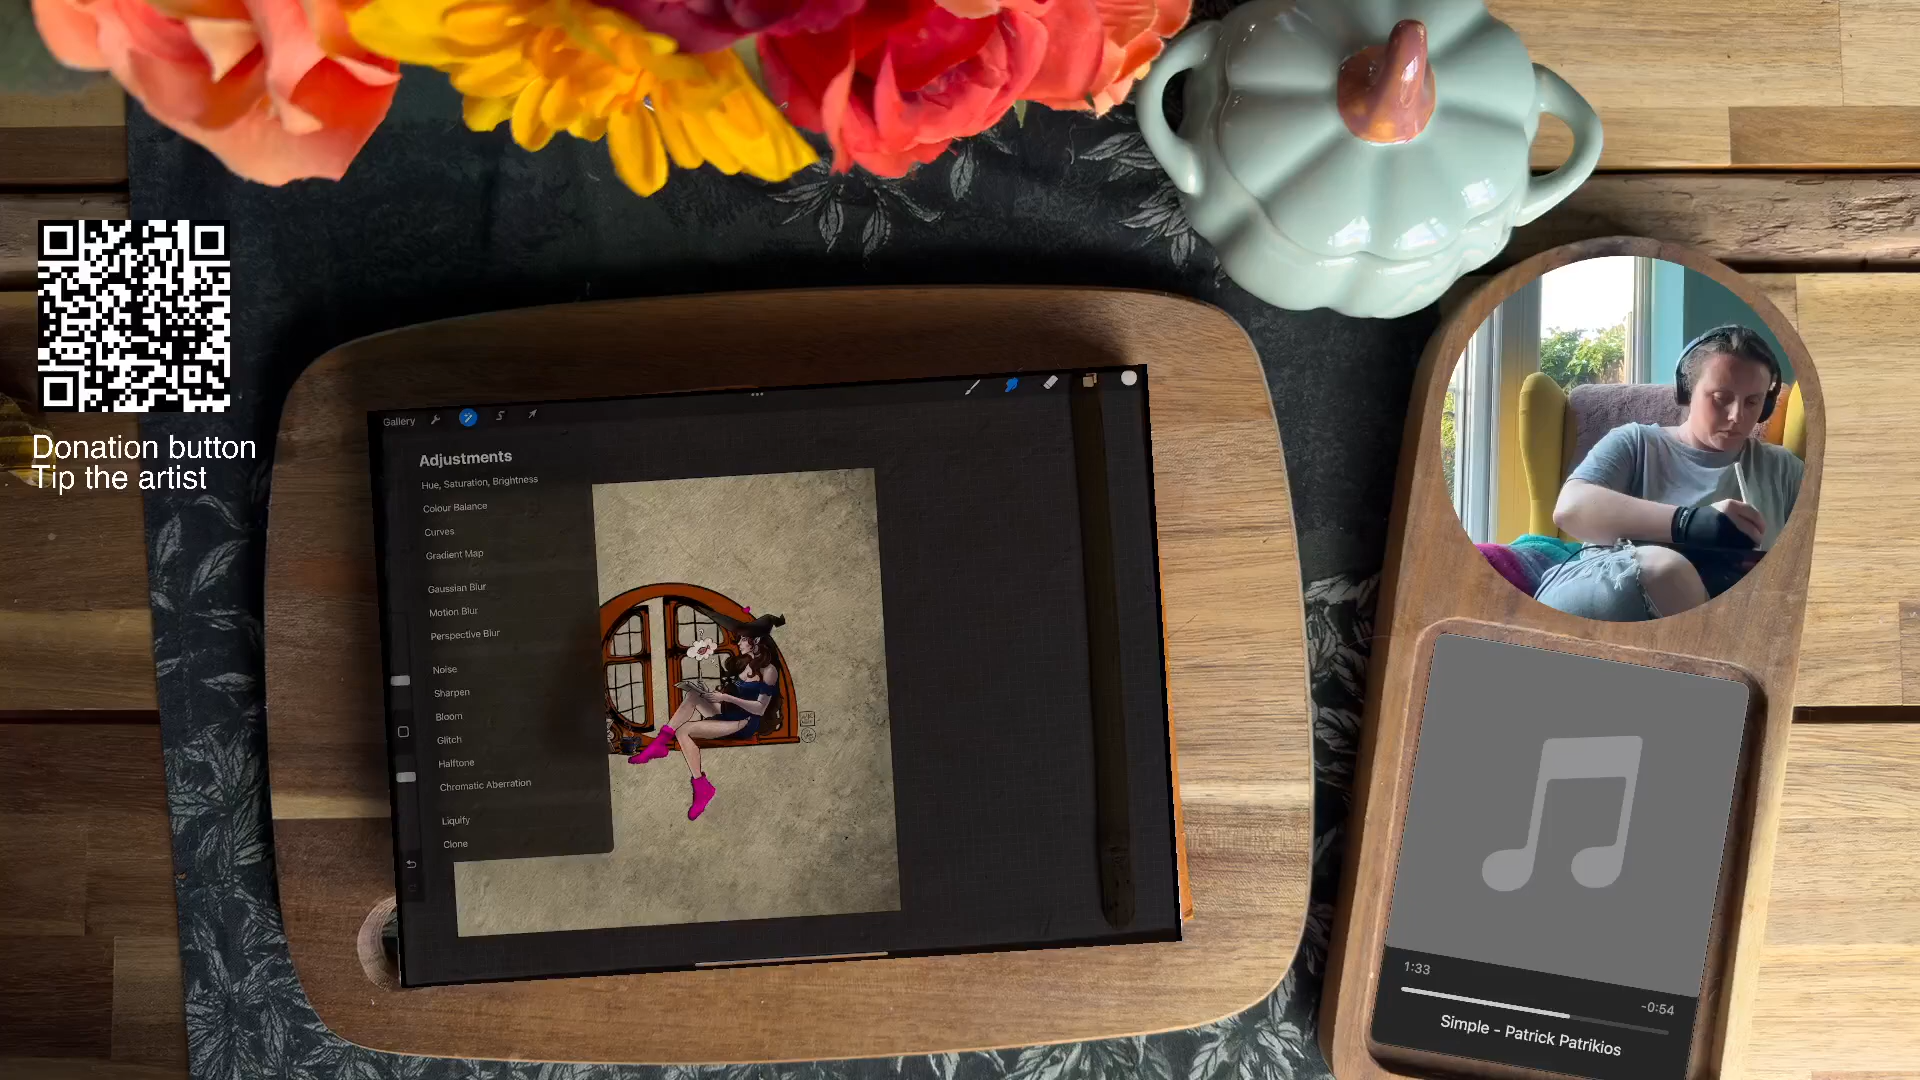 Donation button
Tip the artist
Gallery
Adjustments
Hue, Saturation, Brightness
Colour Balance
Curves
Gradient Map
Gaussian Blur
Motion Blur
Perspective Blur
Noise
Sharpen
Bloom
Glitch
Halftone
Chromatic Aberration
Liquify
Clone
1:33
-0:54
Simple - Patrick Patrikios